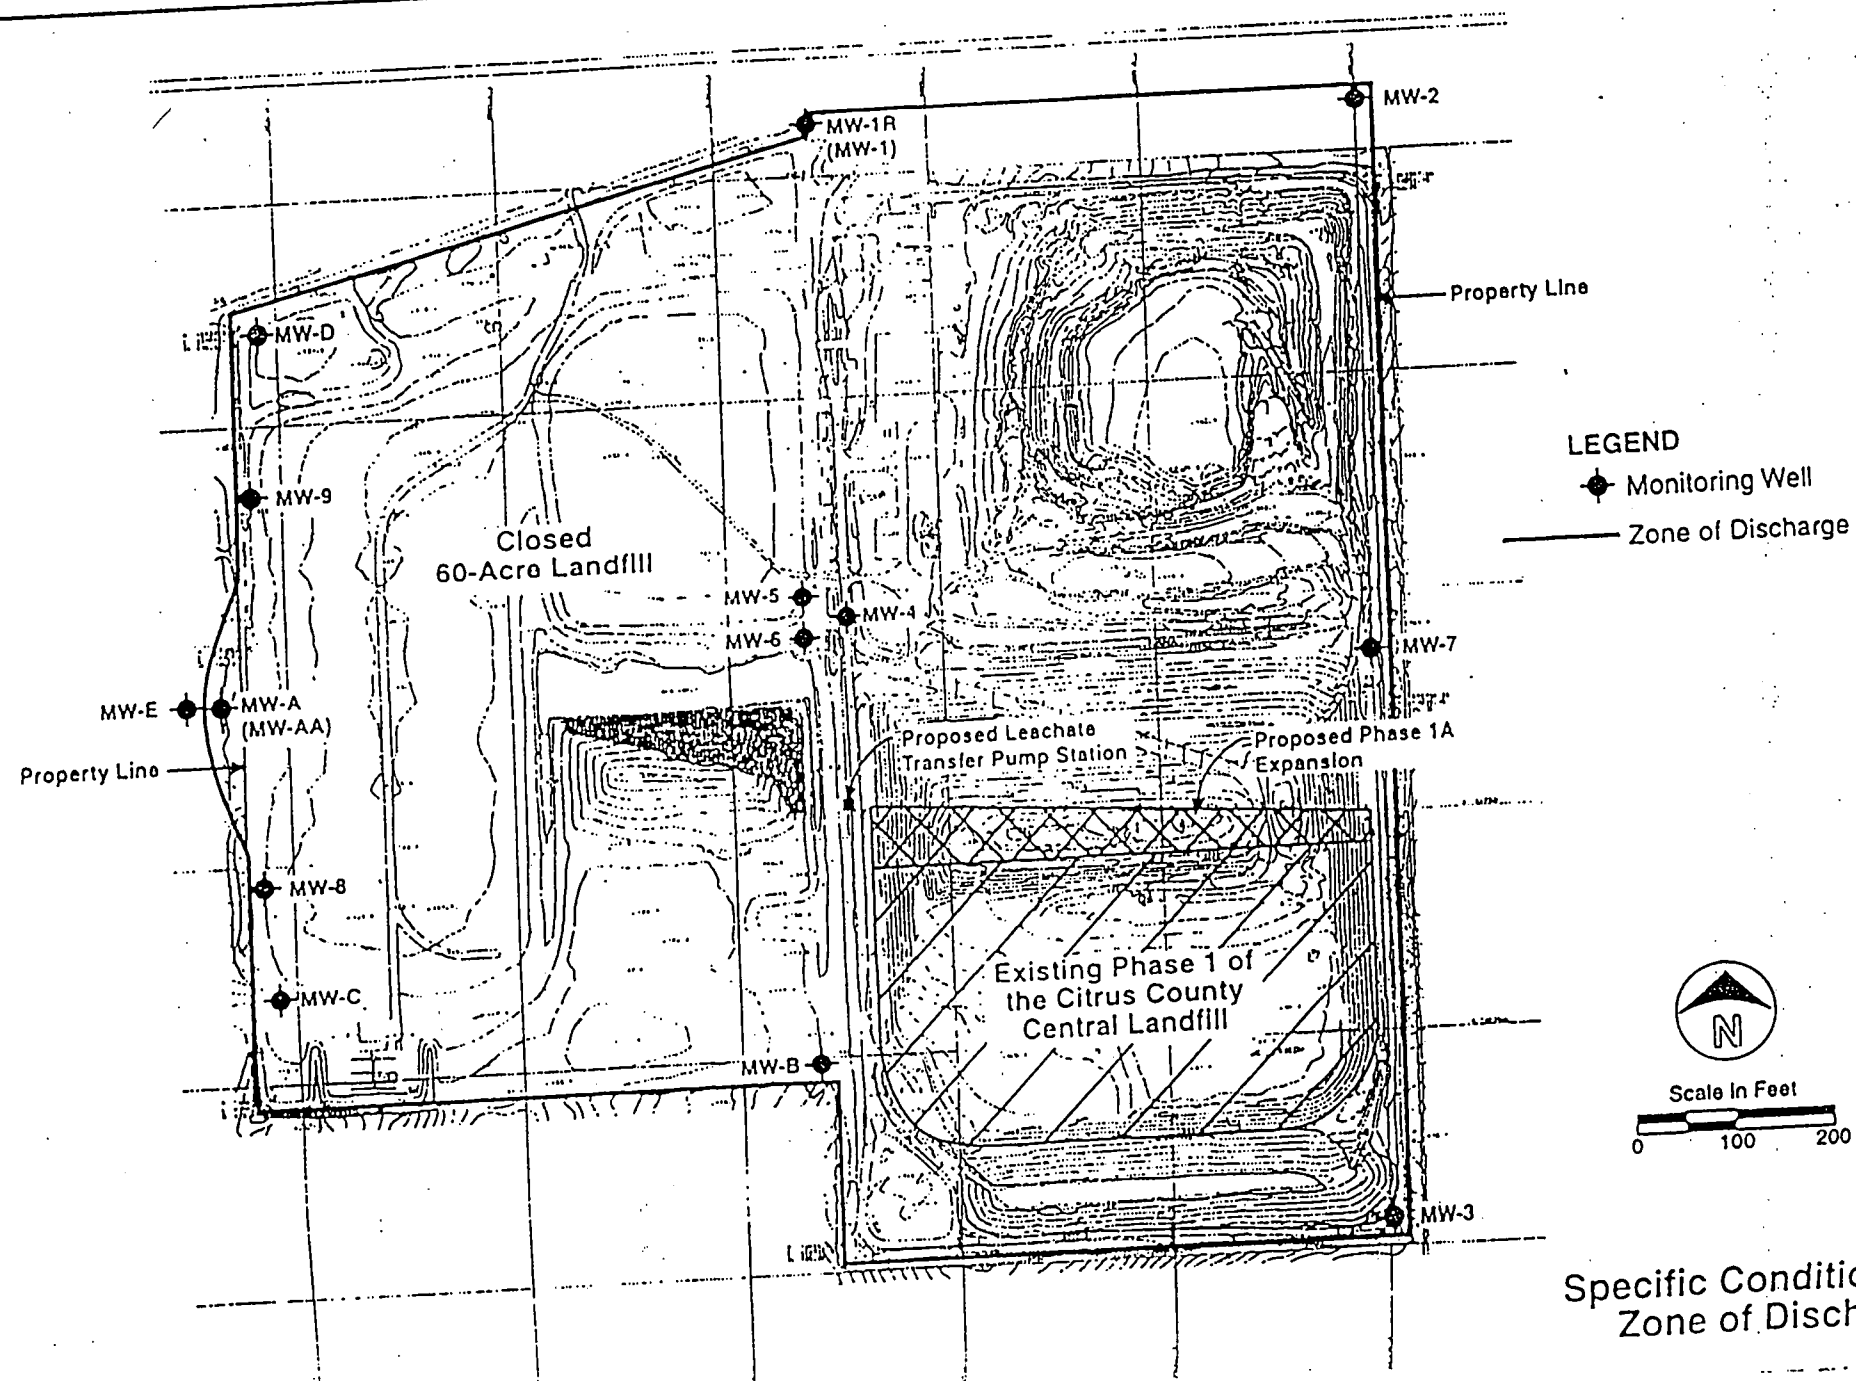 MW-2
MW-1R
(MW-1)
Property Line
MW-D
LEGEND
Monitoring Well
Zone of Discharge
MW-9
Closed
60-Acre Landfill
MW-5
MW-4
MW-6
MW-7
MW-E
MW-A
(MW-AA)
Proposed Leachate
Transfer Pump Station
Proposed Phase 1A
Expansion
Property Line
MW-8
Existing Phase 1 of
the Citrus County
Central Landfill
MW-C
MW-B
N
Scale in Feet
0 100 200
MW-3
Specific Conditio
Zone of Disch